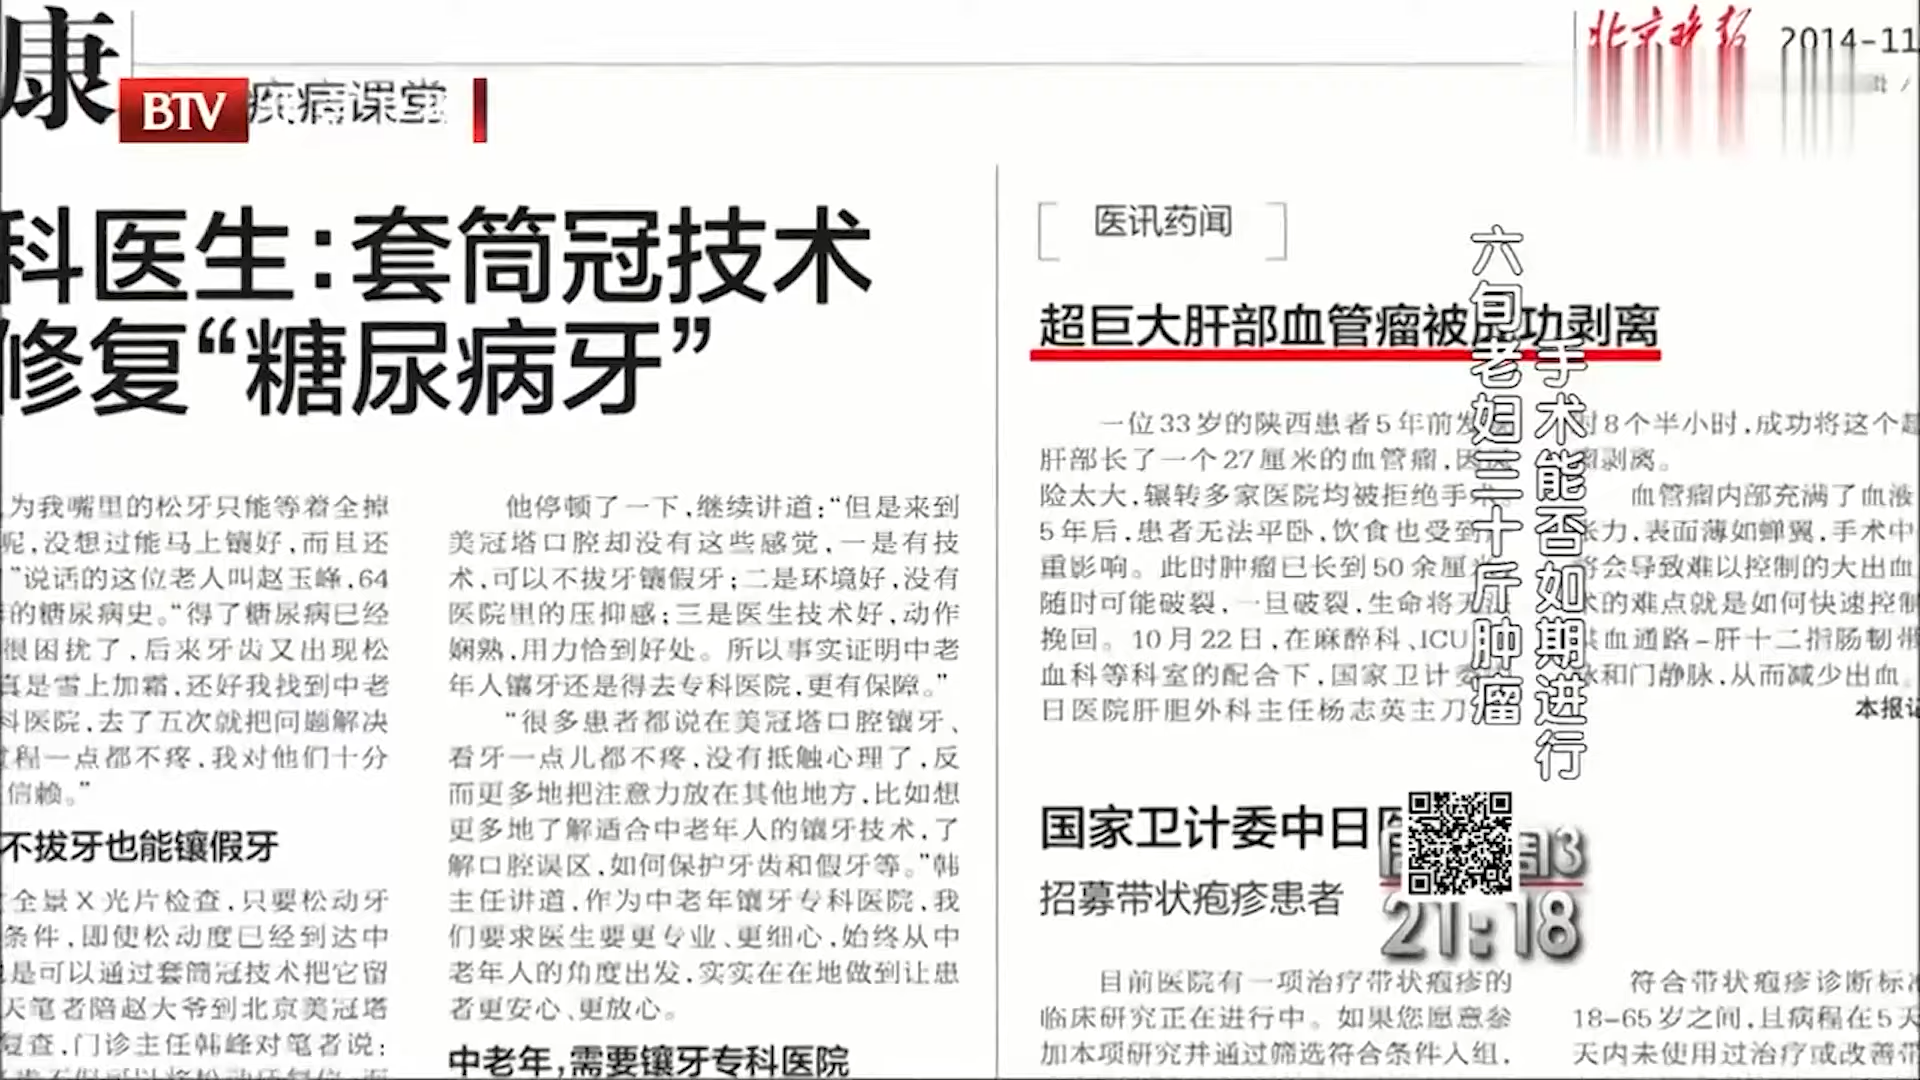 康
BTV
疾病课堂
北京晚报
2014-11
科医生：套筒冠技术
修复“糖尿病牙”
为我嘴里的松牙只能等着全掉
呢，没想过能马上镶好，而且还
”说话的这位老人叫赵玉峰，64
的糖尿病史。“得了糖尿病已经
很困扰了，后来牙齿又出现松
真是雪上加霜，还好我找到中老
科医院，去了五次就把问题解决
程一点都不疼，我对他们十分
信赖。”
不拔牙也能镶假牙
全景X光片检查，只要松动牙
条件，即使松动度已经到达中
是可以通过套筒冠技术把它留
天笔者陪赵大爷到北京美冠塔
复查，门诊主任韩峰对笔者说：
他停顿了一下，继续讲道：“但是来到
美冠塔口腔却没有这些感觉，一是有技
术，可以不拔牙镶假牙；二是环境好，没有
医院里的压抑感；三是医生技术好，动作
娴熟，用力恰到好处。所以事实证明中老
年人镶牙还是得去专科医院，更有保障。”
“很多患者都说在美冠塔口腔镶牙、
看牙一点儿都不疼，没有抵触心理了，反
而更多地把注意力放在其他地方，比如想
更多地了解适合中老年人的镶牙技术，了
解口腔误区，如何保护牙齿和假牙等。”韩
主任讲道，作为中老年镶牙专科医院，我
们要求医生要更专业、更细心，始终从中
老年人的角度出发，实实在在地做到让患
者更安心、更放心。
中老年，需要镶牙专科医院
医讯药闻
超巨大肝部血管瘤被成功剥离
一位33岁的陕西患者5年前发
肝部长了一个27厘米的血管瘤，因
险太大，辗转多家医院均被拒绝手
5年后，患者无法平卧，饮食也受到
重影响。此时肿瘤已长到50余厘
随时可能破裂，一旦破裂，生命将无
挽回。10月22日，在麻醉科、ICU
血科等科室的配合下，国家卫计委
日医院肝胆外科主任杨志英主刀
时8个半小时，成功将这个超
瘤剥离。
血管瘤内部充满了血液
张力，表面薄如蝉翼，手术中
将会导致难以控制的大出血
术的难点就是如何快速控制
供血通路-肝十二指肠韧带
脉和门静脉，从而减少出血。
本报记
六旬老妇三十斤肿瘤
手术能否如期进行
国家卫计委中日医
招募带状疱疹患者
周3
21:18
目前医院有一项治疗带状疱疹的
临床研究正在进行中。如果您愿意参
加本项研究并通过筛选符合条件入组，
符合带状疱疹诊断标准
18-65岁之间，且病程在5天
天内未使用过治疗或改善带